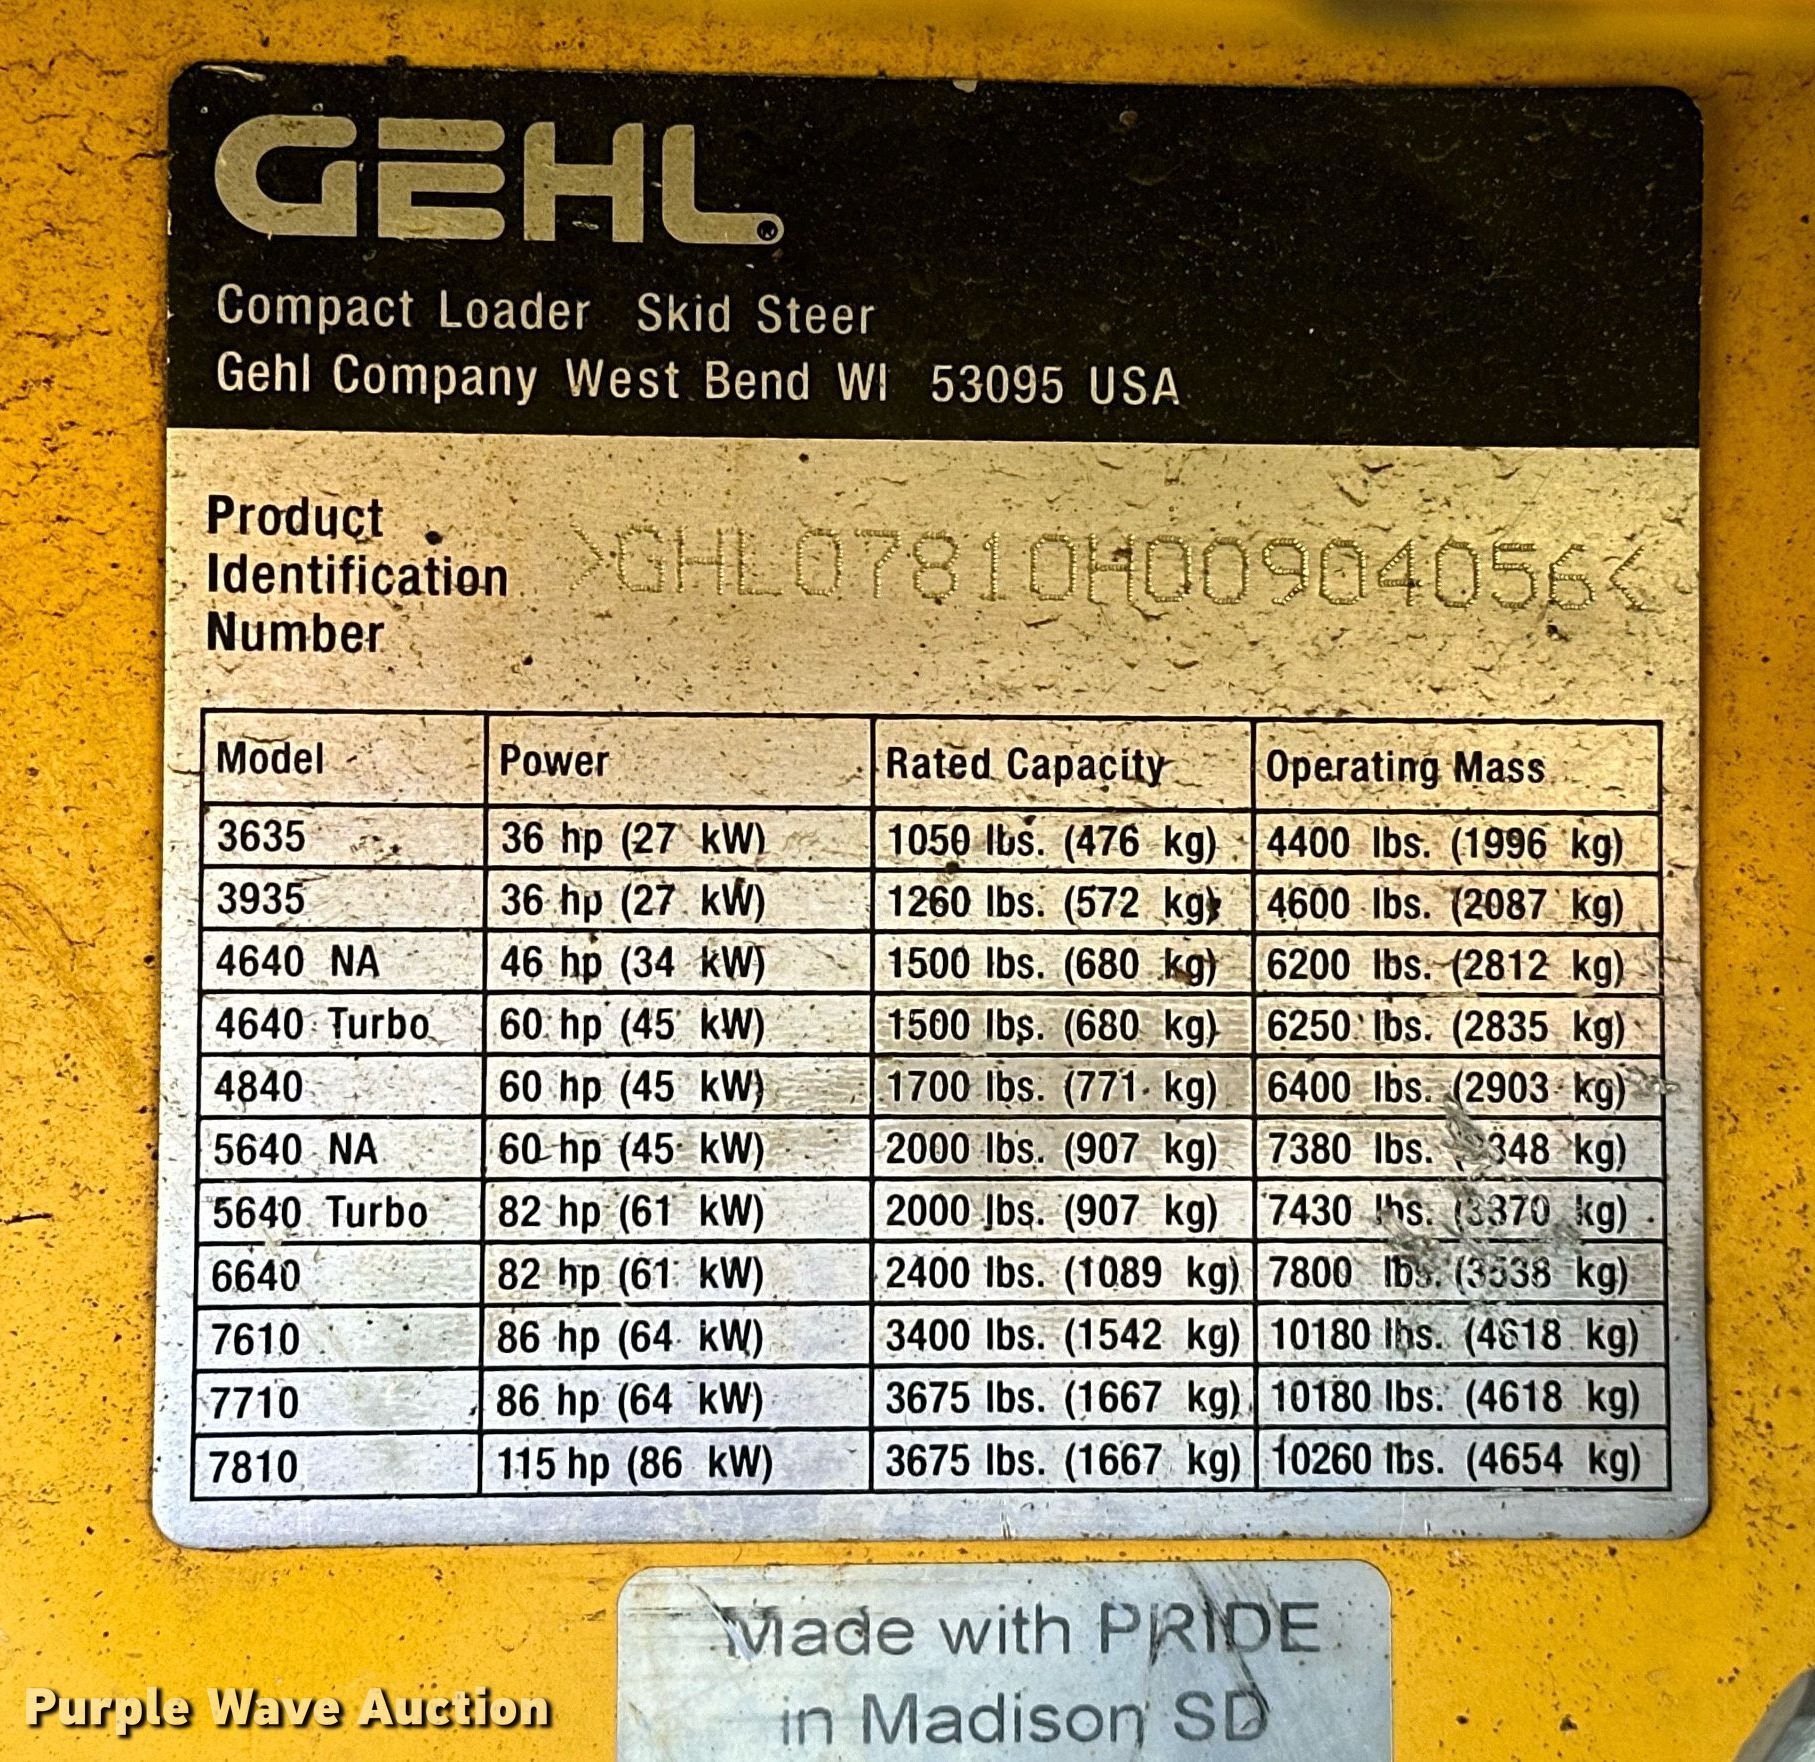 GEHL
Compact Loader Skid Steer
Gehl Company West Bend WI 53095 USA
Product
Identification
Number
>GHL07810H00904056<
Model Power Rated Capacity Operating Mass
3635 36 hp (27 kW) 1050 lbs. (476 kg) 4400 lbs. (1996 kg)
3935 36 hp (27 kW) 1260 lbs. (572 kg) 4600 lbs. (2087 kg)
4640 NA 46 hp (34 kW) 1500 lbs. (680 kg) 6200 lbs. (2812 kg)
4640 Turbo 60 hp (45 kW) 1500 lbs. (680 kg) 6250 lbs. (2835 kg)
4840 60 hp (45 kW) 1700 lbs. (771 kg) 6400 lbs. (2903 kg)
5640 NA 60 hp (45 kW) 2000 lbs. (907 kg) 7380 lbs. kg)
5640 Turbo 82 hp (61 kW) 2000 lbs. (907 kg) 7430 lbs. (3370 kg)
6640 82 hp (61 kW) 2400 lbs. (1089 kg) 7800 lbs. (3538 kg)
7610 86 hp (64 kW) 3400 lbs. (1542 kg) 10180 lbs. (4618 kg)
7710 86 hp (64 kW) 3675 lbs. (1667 kg) 10180 lbs. (4618 kg)
7810 115 hp (86 kW) 3675 lbs. (1667 kg) 10260 lbs. (4654 kg)
Made with PRIDE
in Madison SD
Purple Wave Auction